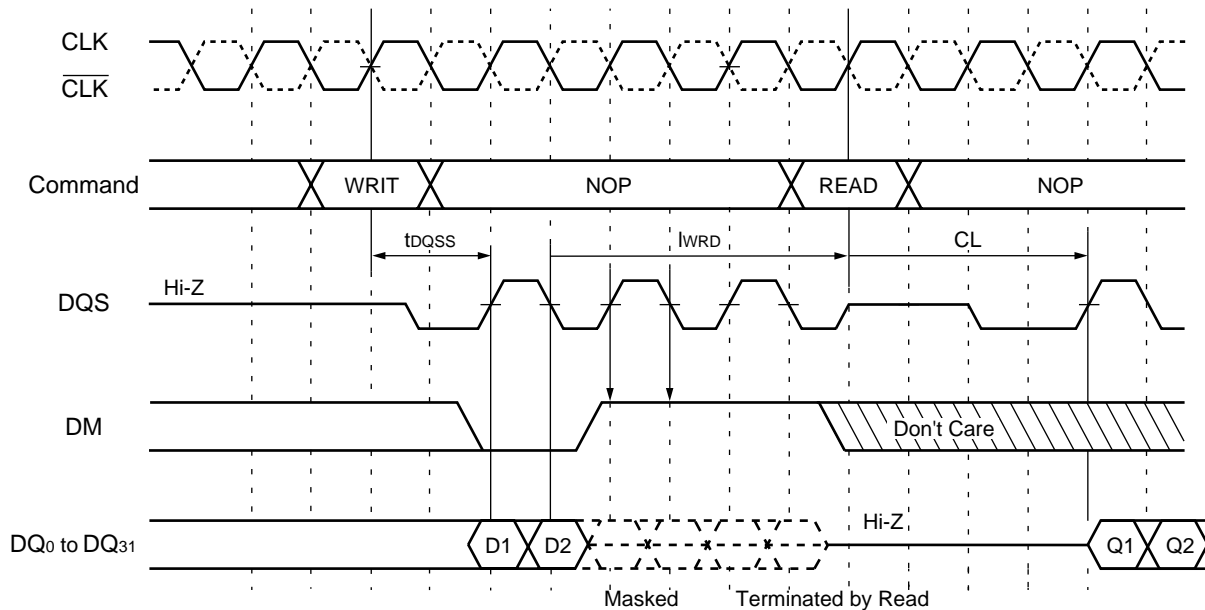 CLK
CLK
Command
WRIT
NOP
READ
NOP
tDQSS
lWRD
CL
Hi-Z
DQS
DM
Don't Care
DQ0 to DQ31
D1
D2
Hi-Z
Q1
Q2
Masked
Terminated by Read